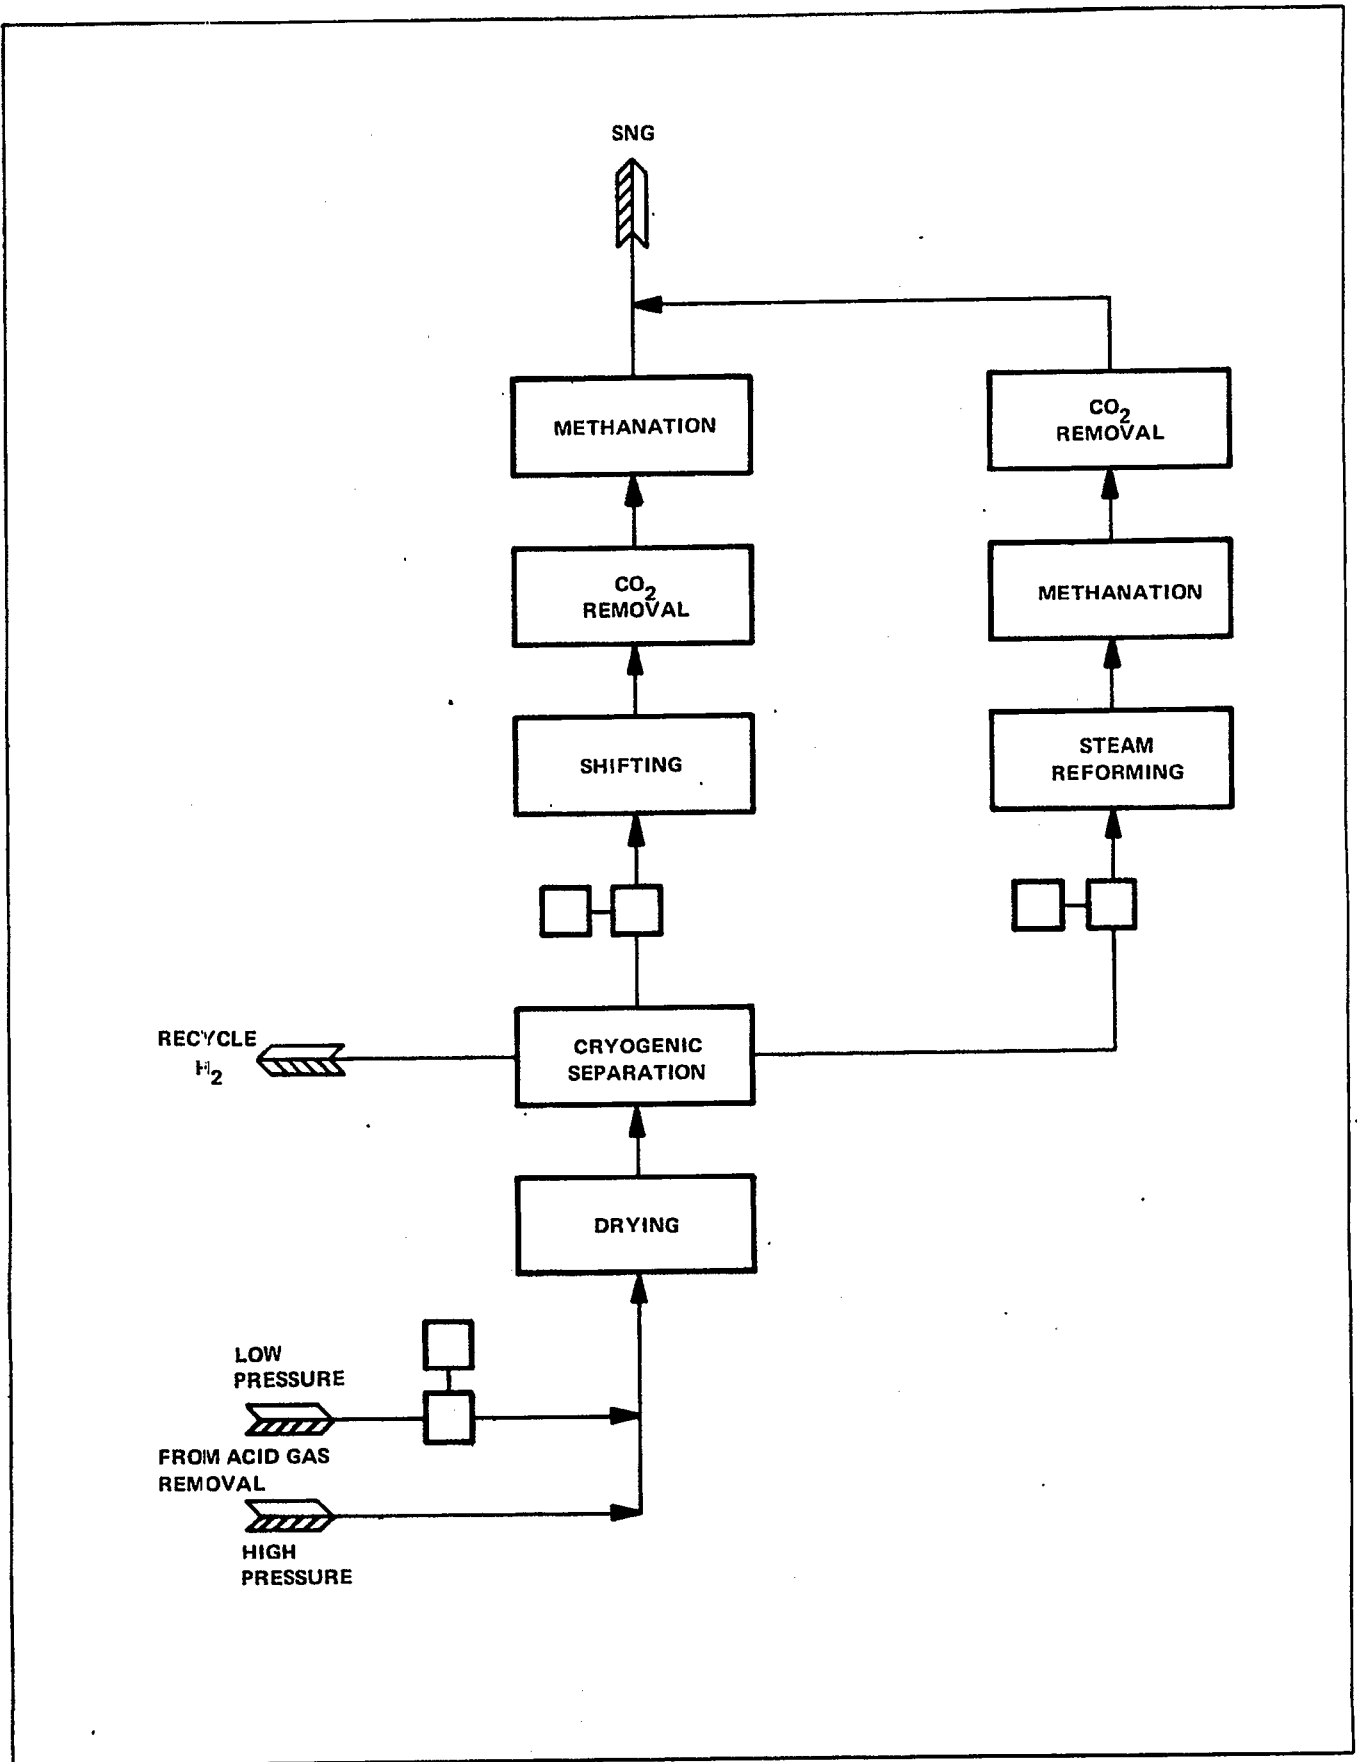 SNG
METHANATION
CO2
REMOVAL
CO2
REMOVAL
METHANATION
SHIFTING
STEAM
REFORMING
RECYCLE
H2
CRYOGENIC
SEPARATION
DRYING
LOW
PRESSURE
FROM ACID GAS
REMOVAL
HIGH
PRESSURE